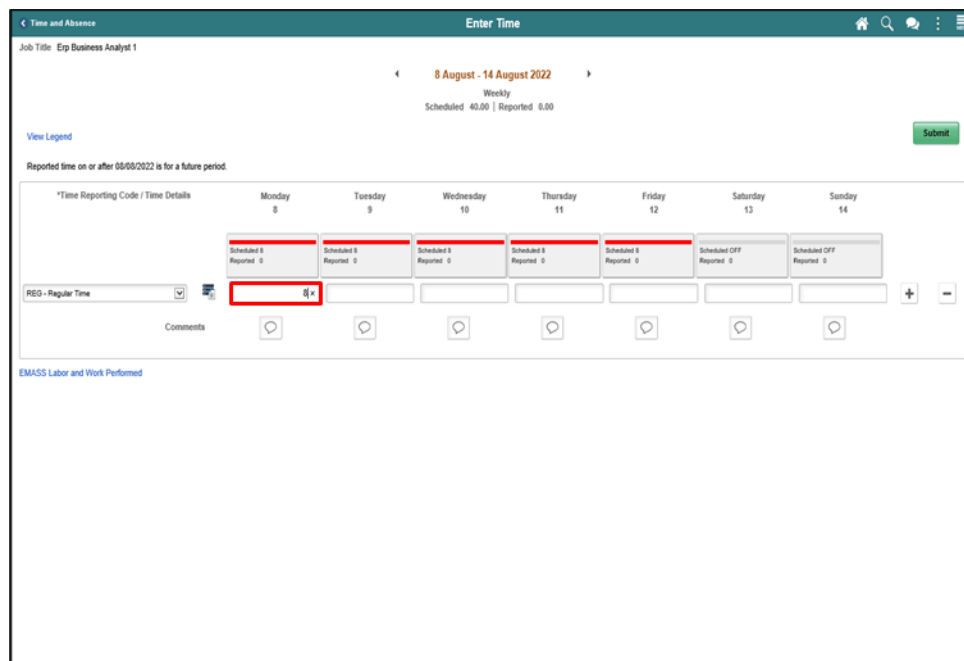 Time and Absence Enter Time
Job Title Erp Business Analyst 1
8 August - 14 August 2022
Weekly
Scheduled 40.00 | Reported 0.00
View Legend
Submit
Reported time on or after 08/08/2022 is for a future period.
*Time Reporting Code / Time Details Monday Tuesday Wednesday Thursday Friday Saturday Sunday
8 9 10 11 12 13 14
Scheduled 8 Scheduled 8 Scheduled 8 Scheduled 8 Scheduled 8 Scheduled OFF Scheduled OFF
Reported 0 Reported 0 Reported 0 Reported 0 Reported 0 Reported 0 Reported 0
REG - Regular Time 8
Comments
EMASS Labor and Work Performed